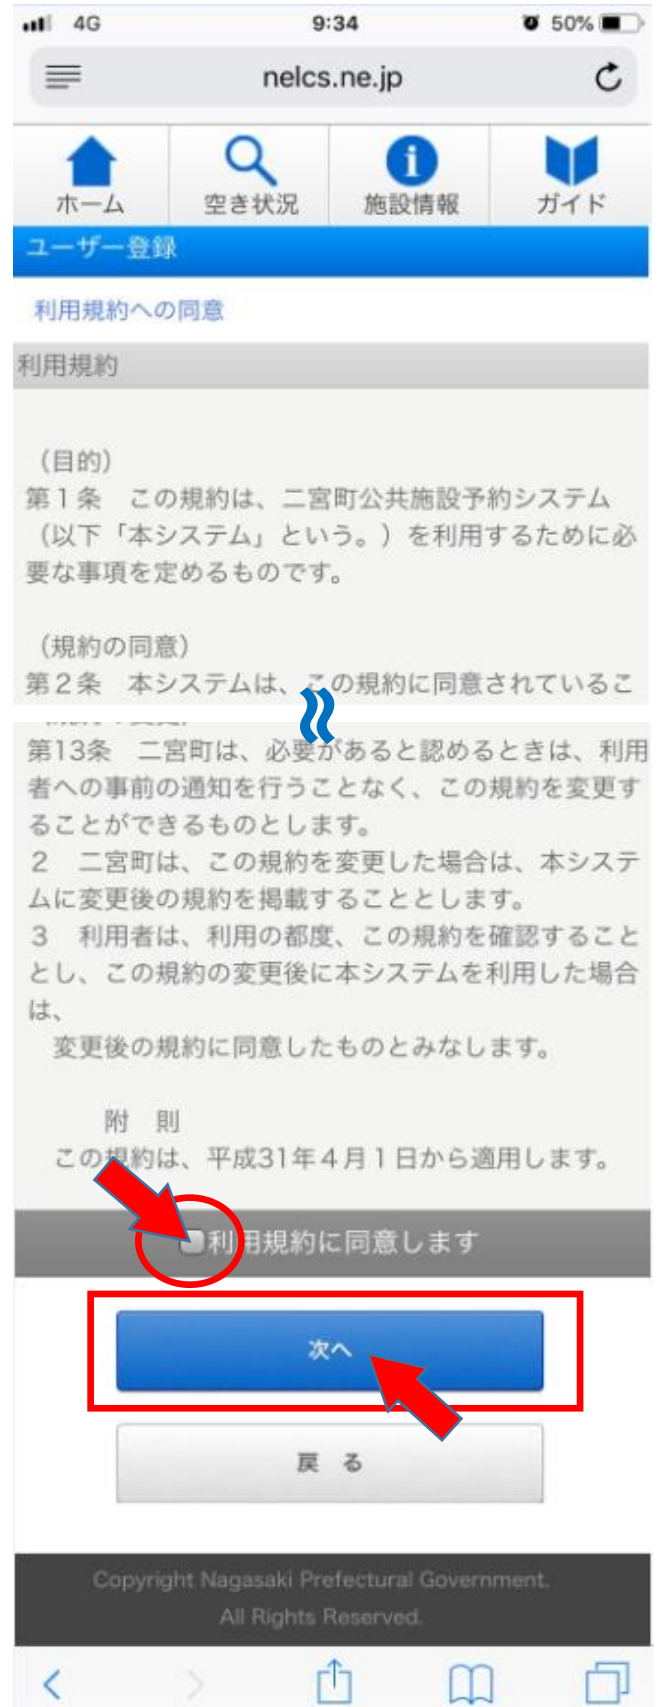 4G 9:34 50%
nelcs.ne.jp
ホーム 空き状況 施設情報 ガイド
ユーザー登録
利用規約への同意
利用規約
（目的）
第１条　この規約は、二宮町公共施設予約システム
（以下「本システム」という。）を利用するために必
要な事項を定めるものです。
（規約の同意）
第２条　本システムは、この規約に同意されているこ
第13条　二宮町は、必要があると認めるときは、利用
者への事前の通知を行うことなく、この規約を変更す
ることができるものとします。
２　二宮町は、この規約を変更した場合は、本システ
ムに変更後の規約を掲載することとします。
３　利用者は、利用の都度、この規約を確認すること
とし、この規約の変更後に本システムを利用した場合
は、
変更後の規約に同意したものとみなします。
附　則
この規約は、平成31年４月１日から適用します。
利用規約に同意します
次へ
戻　る
Copyright Nagasaki Prefectural Government.
All Rights Reserved.